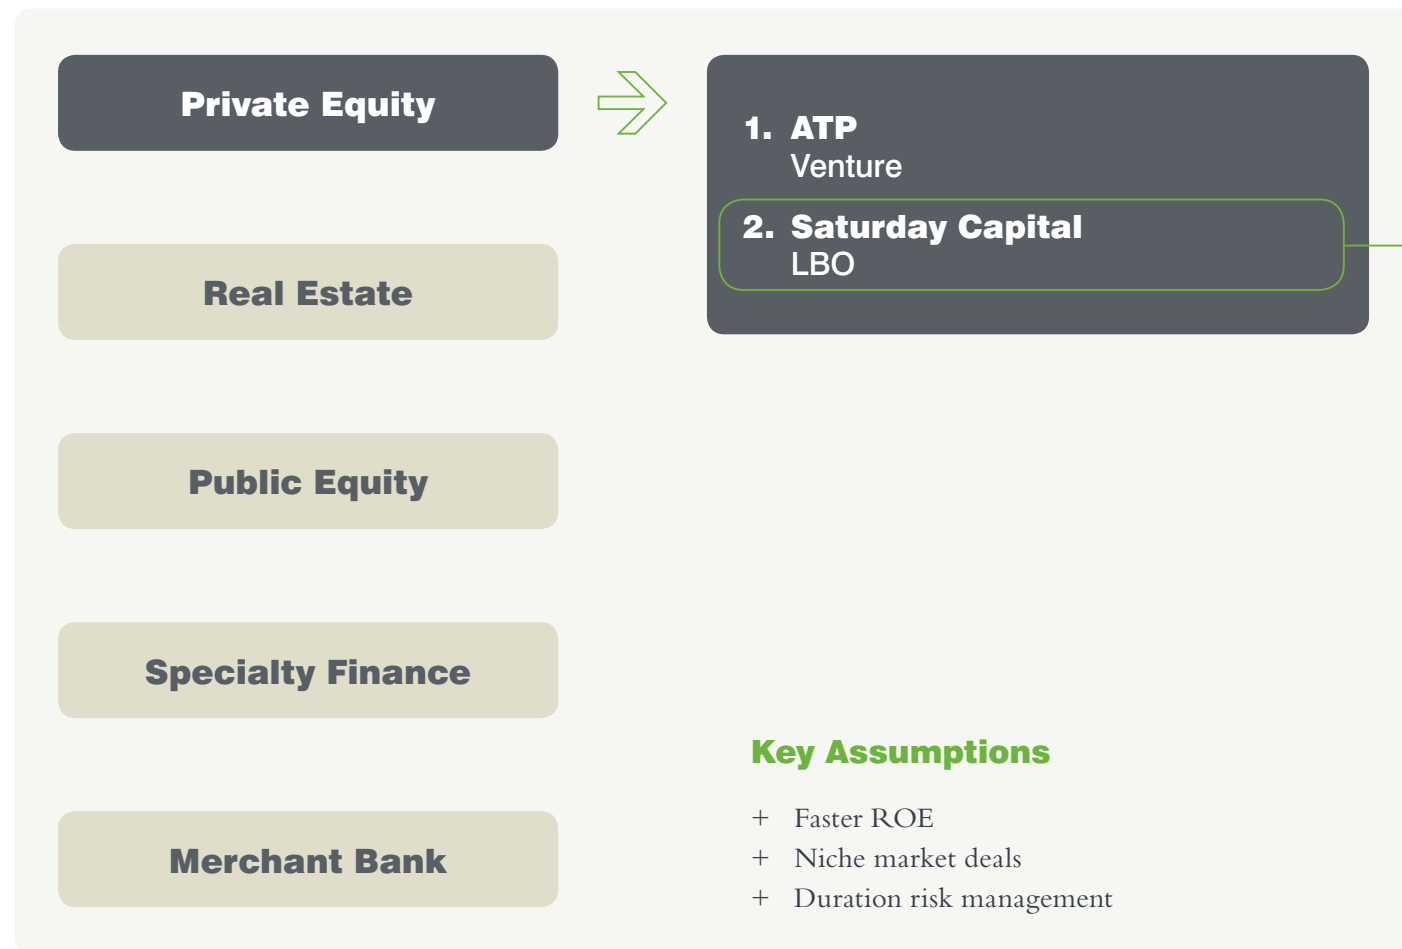 Private Equity
1. ATP
Venture
2. Saturday Capital
LBO
Real Estate
Public Equity
Specialty Finance
Merchant Bank
Key Assumptions
+ Faster ROE
+ Niche market deals
+ Duration risk management